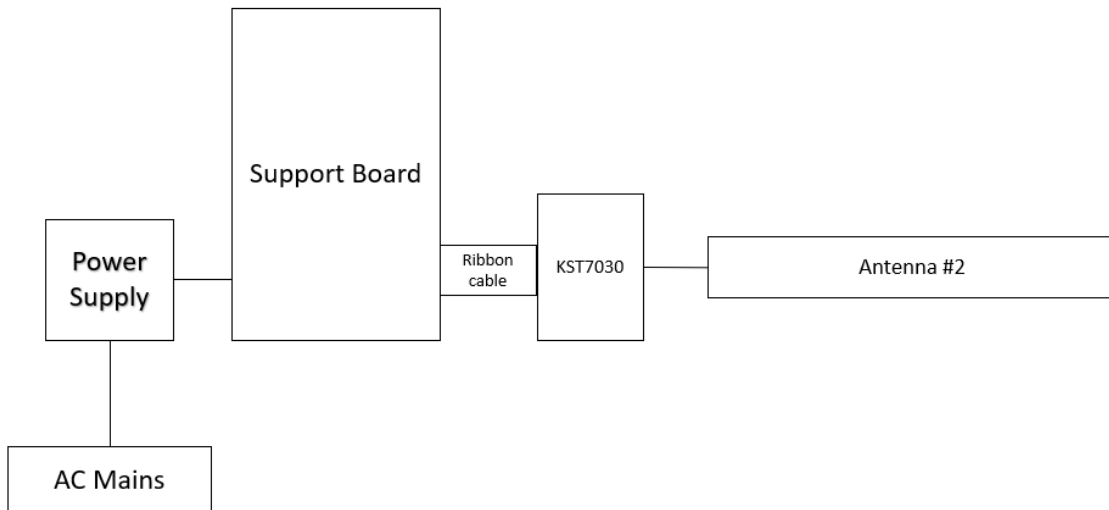 Support Board
Power
Supply
Ribbon
cable
KST7030
Antenna #2
AC Mains